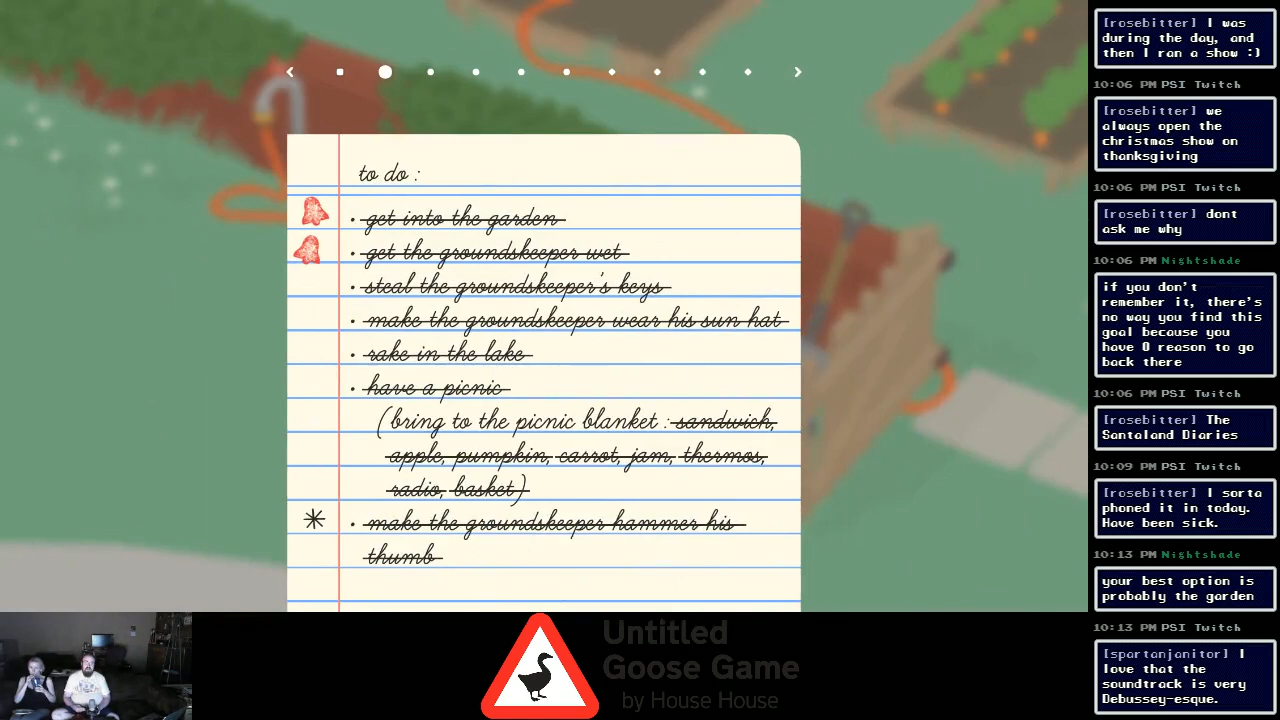 to do :
• get into the garden
• get the groundskeeper wet
• steal the groundskeeper's keys
• make the groundskeeper wear his sun hat
• rake in the lake
• have a picnic
(bring to the picnic blanket : sandwich,
apple, pumpkin, carrot, jam, thermos,
radio, basket)
• make the groundskeeper hammer his
thumb
Untitled
Goose Game
by House House
[rosebitter] I was
during the day, and
then I ran a show :)
10:06 PM PSI Twitch
[rosebitter] we
always open the
christmas show on
thanksgiving
10:06 PM PSI Twitch
[rosebitter] dont
ask me why
10:06 PM Nightshade
if you don't
remember it, there's
no way you find this
goal because you
have 0 reason to go
back there
10:06 PM PSI Twitch
[rosebitter] The
Santaland Diaries
10:09 PM PSI Twitch
[rosebitter] I sorta
phoned it in today.
Have been sick.
10:13 PM Nightshade
your best option is
probably the garden
10:13 PM PSI Twitch
[spartanjanitor] I
love that the
soundtrack is very
Debussey-esque.